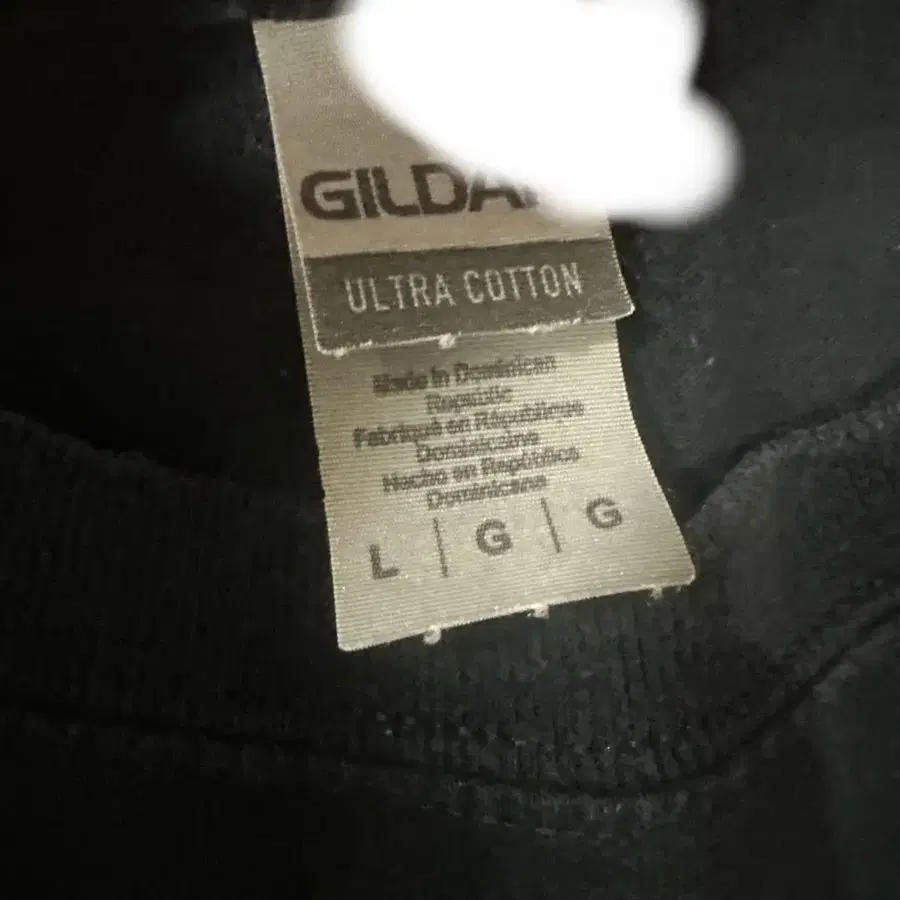 GILDA
ULTRA COTTON
Made in Dominican
Republic
Fabriqué en République
Dominicaine
Hecho en República
Dominicana
L | G | G